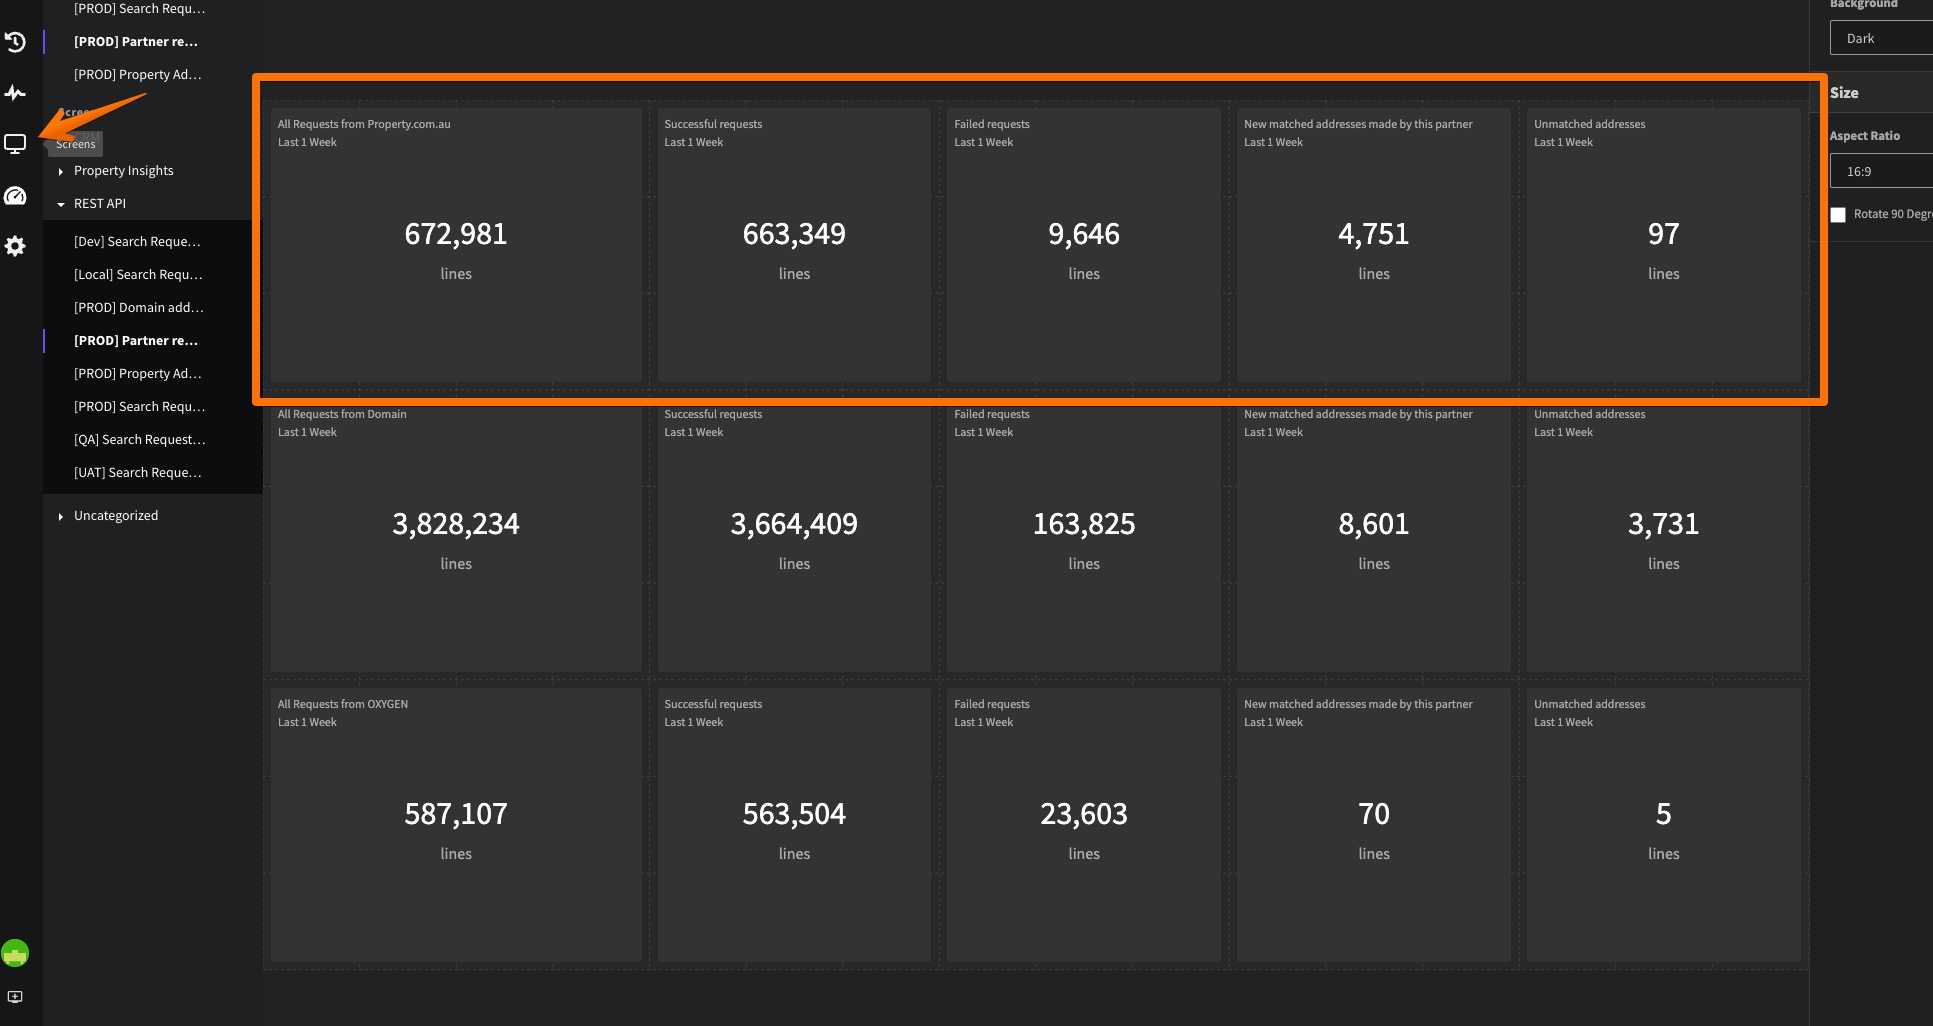 [PROD] Search Requ...
[PROD] Partner re...
[PROD] Property Ad...
Screens
Property Insights
REST API
[Dev] Search Reque...
[Local] Search Requ...
[PROD] Domain add...
[PROD] Partner re...
[PROD] Property Ad...
[PROD] Search Requ...
[QA] Search Request...
[UAT] Search Reque...
Uncategorized
All Requests from Property.com.au
Last 1 Week
672,981
lines
Successful requests
Last 1 Week
663,349
lines
Failed requests
Last 1 Week
9,646
lines
New matched addresses made by this partner
Last 1 Week
4,751
lines
Unmatched addresses
Last 1 Week
97
lines
All Requests from Domain
Last 1 Week
3,828,234
lines
Successful requests
Last 1 Week
3,664,409
lines
Failed requests
Last 1 Week
163,825
lines
New matched addresses made by this partner
Last 1 Week
8,601
lines
Unmatched addresses
Last 1 Week
3,731
lines
All Requests from OXYGEN
Last 1 Week
587,107
lines
Successful requests
Last 1 Week
563,504
lines
Failed requests
Last 1 Week
23,603
lines
New matched addresses made by this partner
Last 1 Week
70
lines
Unmatched addresses
Last 1 Week
5
lines
Background
Dark
Size
Aspect Ratio
16:9
Rotate 90 Degr